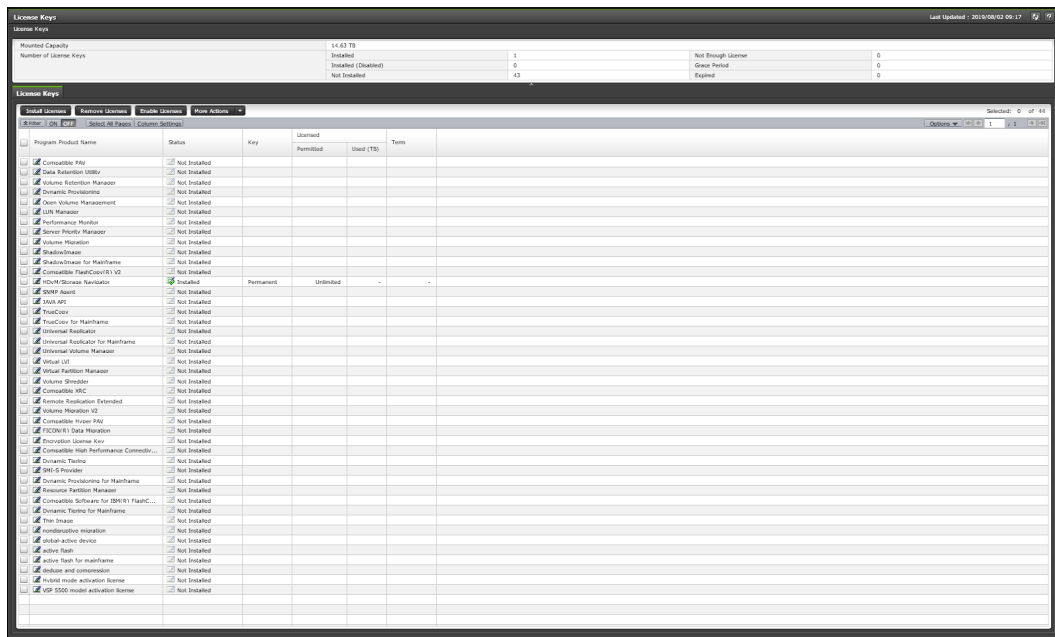 License Keys
Last Updated : 2019/08/02 09:17
License Keys
Mounted Capacity 14.63 TB
Number of License Keys Installed 1 Not Enough License 0
Installed (Disabled) 0 Grace Period 0
Not Installed 43 Expired 0
License Keys
Install Licenses Remove Licenses Enable Licenses More Actions Selected: 0 of 44
Filter ON OFF Select All Pages Column Settings Options 1 / 1
Program Product Name Status Key Licensed Term
Permitted Used (TB)
Compatible PAV Not Installed
Data Retention Utility Not Installed
Volume Retention Manager Not Installed
Dynamic Provisioning Not Installed
Open Volume Management Not Installed
LUN Manager Not Installed
Performance Monitor Not Installed
Server Priority Manager Not Installed
Volume Migration Not Installed
ShadowImage Not Installed
ShadowImage for Mainframe Not Installed
Compatible FlashCopy(R) V2 Not Installed
HDvM/Storage Navigator Installed Permanent Unlimited - -
SNMP Agent Not Installed
JAVA API Not Installed
TrueCopy Not Installed
TrueCopy for Mainframe Not Installed
Universal Replicator Not Installed
Universal Replicator for Mainframe Not Installed
Universal Volume Manager Not Installed
Virtual LVI Not Installed
Virtual Partition Manager Not Installed
Volume Shredder Not Installed
Compatible XRC Not Installed
Remote Replication Extended Not Installed
Volume Migration V2 Not Installed
Compatible Hyper PAV Not Installed
FICON(R) Data Migration Not Installed
Encryption License Key Not Installed
Compatible High Performance Connectiv... Not Installed
Dynamic Tiering Not Installed
SMI-S Provider Not Installed
Dynamic Provisioning for Mainframe Not Installed
Resource Partition Manager Not Installed
Compatible Software for IBM(R) FlashC... Not Installed
Dynamic Tiering for Mainframe Not Installed
Thin Image Not Installed
nondisruptive migration Not Installed
global-active device Not Installed
active flash Not Installed
active flash for mainframe Not Installed
dedupe and compression Not Installed
Hybrid mode activation license Not Installed
VSP 5500 model activation license Not Installed